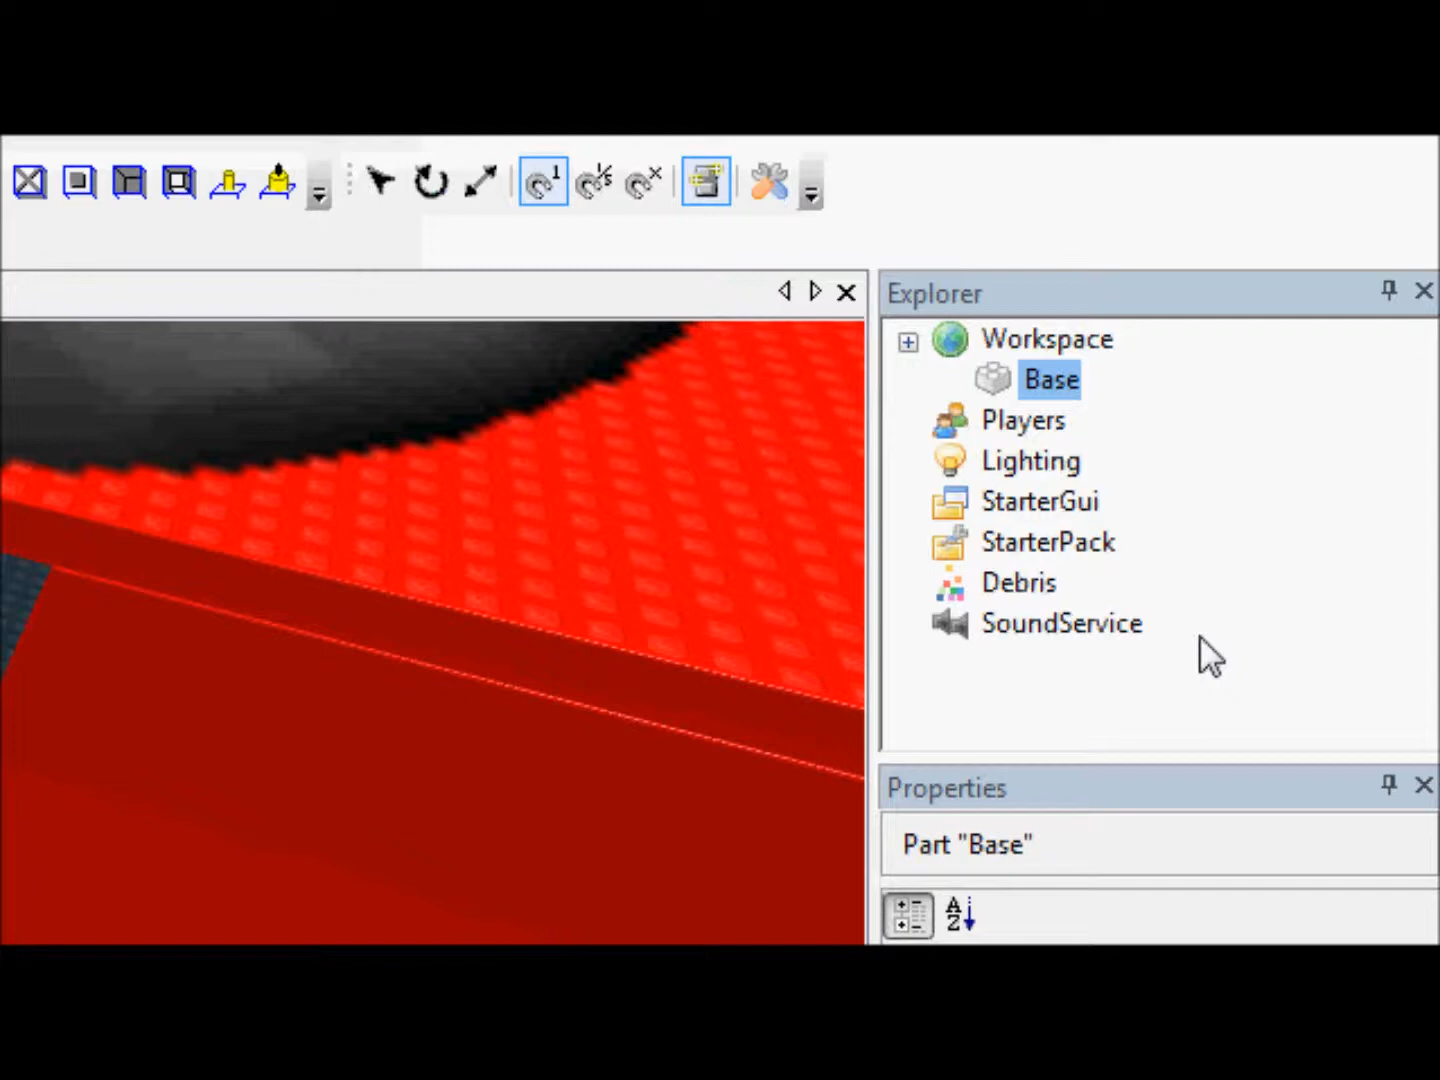 Explorer
Workspace
Base
Players
Lighting
StarterGui
StarterPack
Debris
SoundService
Properties
Part "Base"